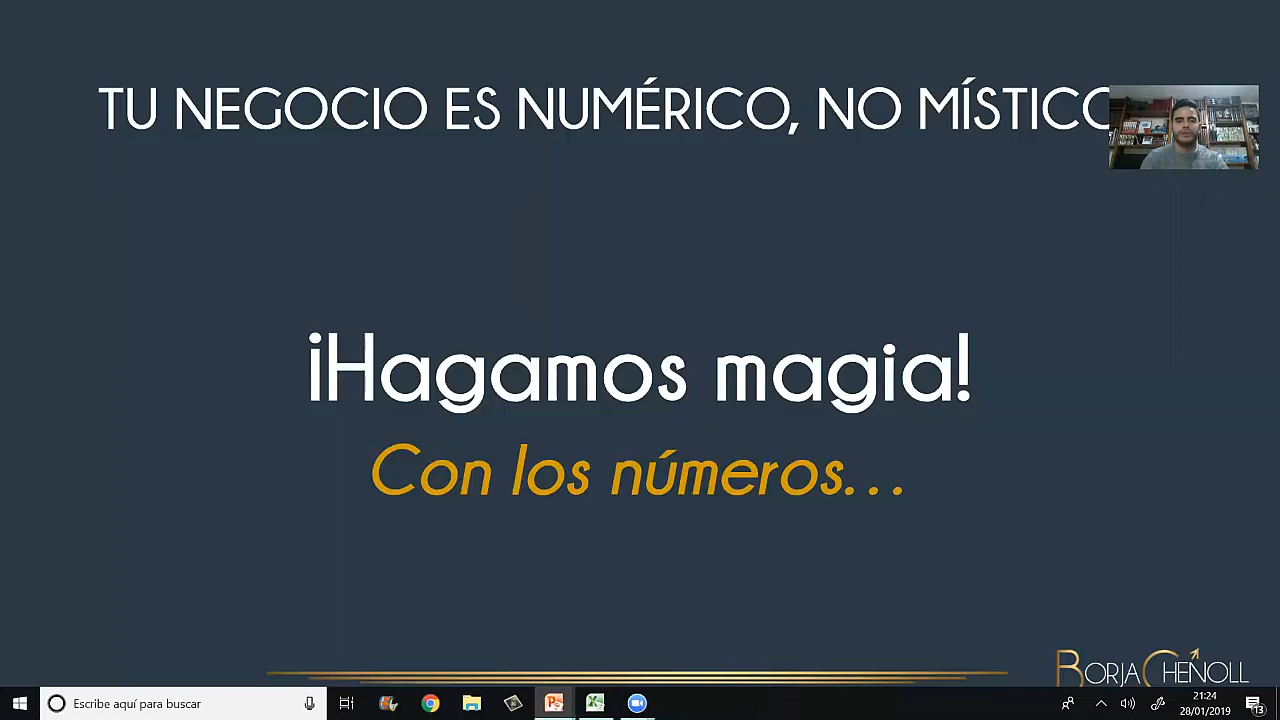 TU NEGOCIO ES NUMÉRICO, NO MÍSTICO
¡Hagamos magia!
Con los números...
BORJA CHENOLL
Escribe aquí para buscar
21:24
28/01/2019
13